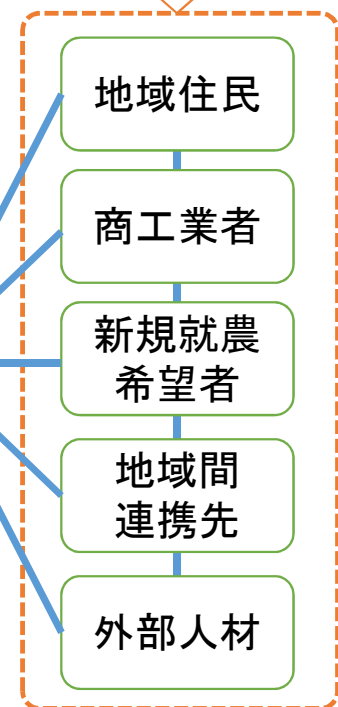 地域住民
商工業者
新規就農
希望者
地域間
連携先
外部人材